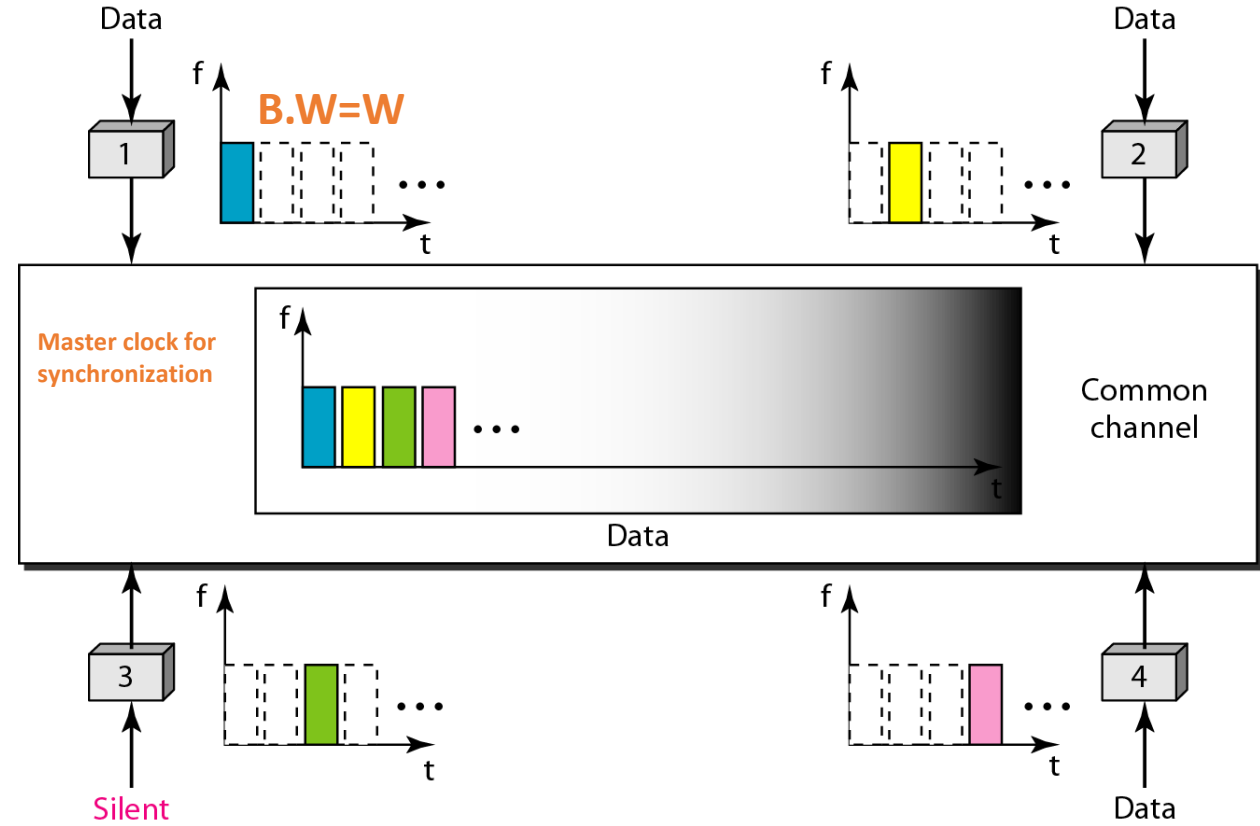 Data
Data
f
B.W=W
f
1
2
t
t
Master clock for
synchronization
f
Common
channel
t
Data
f
f
3
4
t
t
Silent
Data